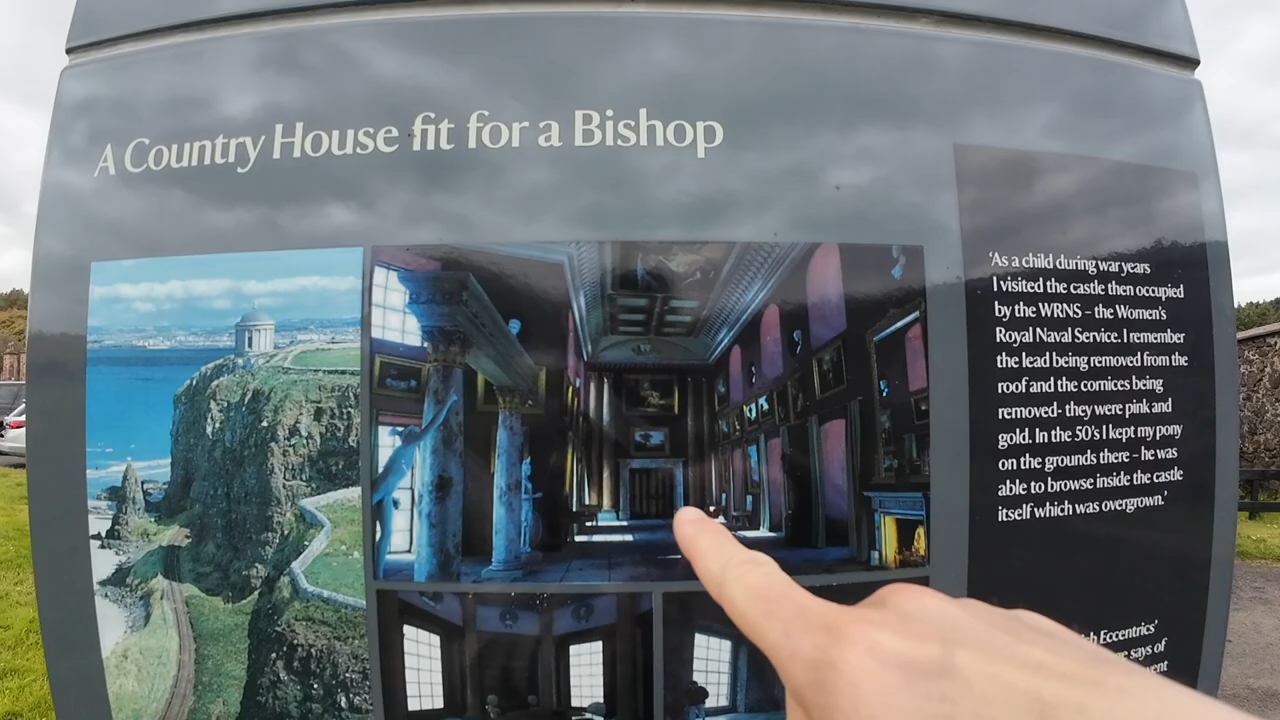 A Country House fit for a Bishop
‘As a child during war years
I visited the castle then occupied
by the WRNS – the Women’s
Royal Naval Service. I remember
the lead being removed from the
roof and the cornices being
removed- they were pink and
gold. In the 50’s I kept my pony
on the grounds there – he was
able to browse inside the castle
itself which was overgrown.’
Eccentrics’
says of